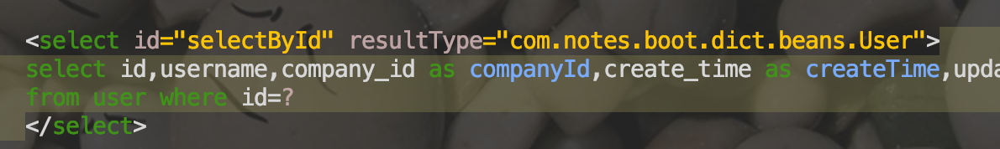 <select id="selectById" resultType="com.notes.boot.dict.beans.User">
select id,username,company_id as companyId,create_time as createTime,upda
from user where id=?
</select>